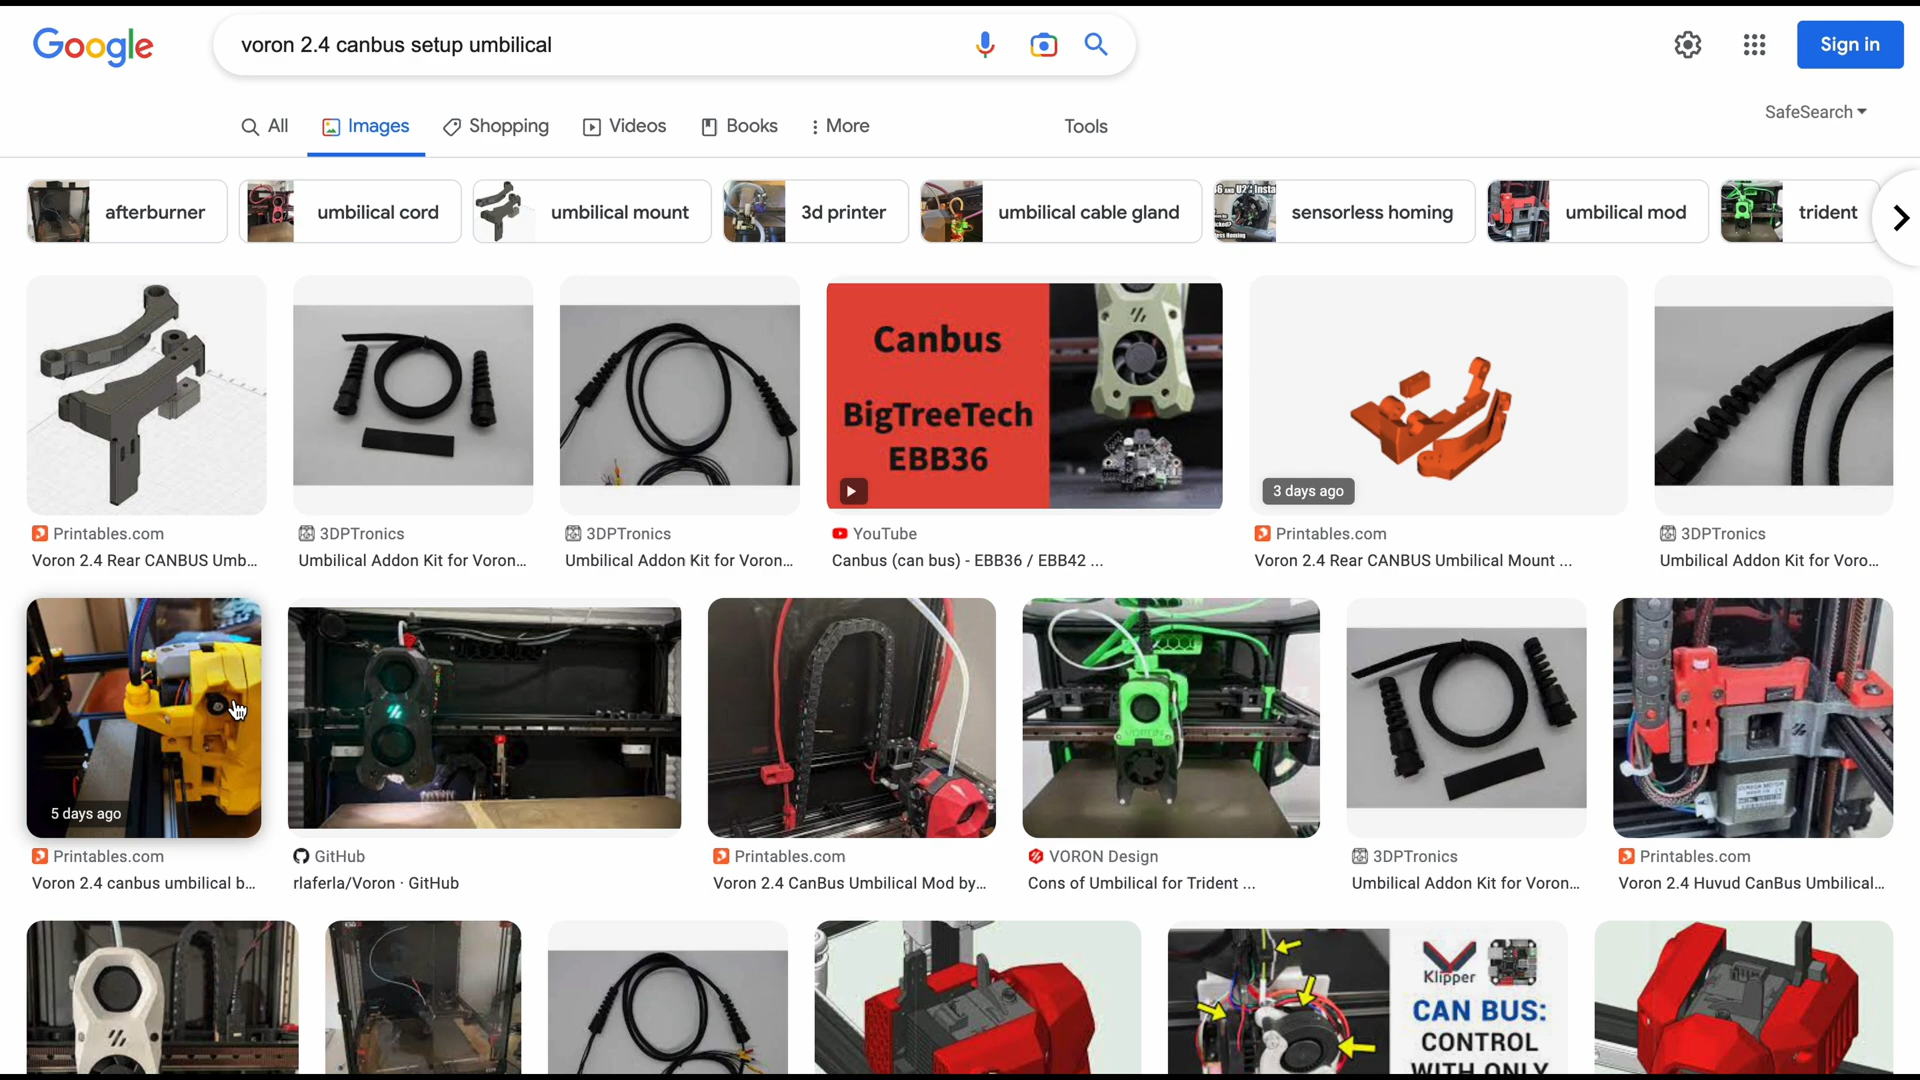 Google
voron 2.4 canbus setup umbilical
Sign in
All
Images
Shopping
Videos
Books
More
Tools
SafeSearch
afterburner
umbilical cord
umbilical mount
3d printer
umbilical cable gland
sensorless homing
umbilical mod
trident
Canbus
BigTreeTech
EBB36
3 days ago
Printables.com
Voron 2.4 Rear CANBUS Umb...
3DPTronics
Umbilical Addon Kit for Voron...
3DPTronics
Umbilical Addon Kit for Voron...
YouTube
Canbus (can bus) - EBB36 / EBB42 ...
Printables.com
Voron 2.4 Rear CANBUS Umbilical Mount ...
3DPTronics
Umbilical Addon Kit for Voro...
5 days ago
VORON
Printables.com
Voron 2.4 canbus umbilical b...
GitHub
rlaferla/Voron · GitHub
Printables.com
Voron 2.4 CanBus Umbilical Mod by...
VORON Design
Cons of Umbilical for Trident ...
3DPTronics
Umbilical Addon Kit for Voron...
Printables.com
Voron 2.4 Huvud CanBus Umbilical...
Klipper
CAN BUS:
CONTROL
WITH ONLY